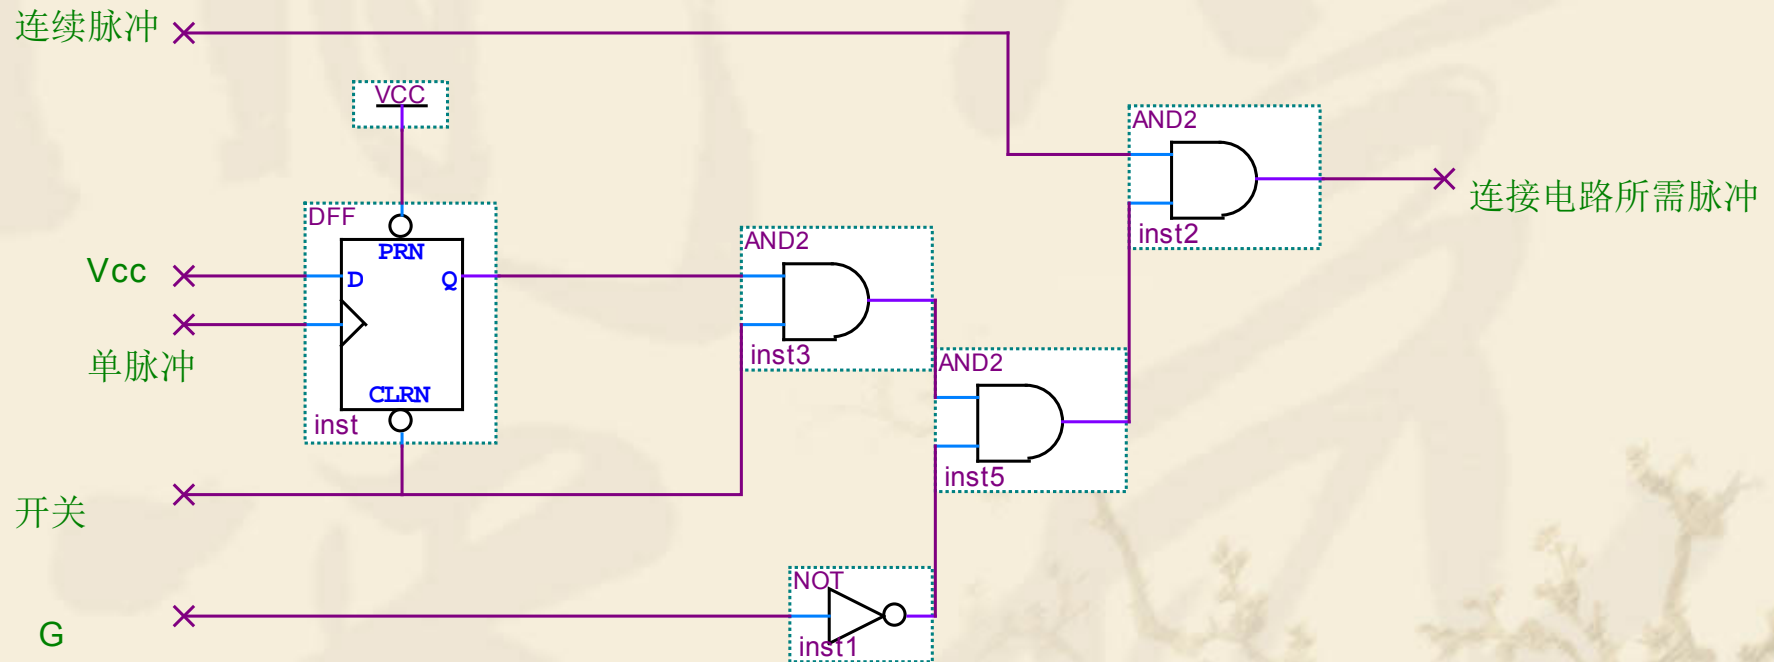 连续脉冲
VCC
AND2
inst2
连接电路所需脉冲
DFF
PRN
D
Q
CLRN
inst
Vcc
单脉冲
AND2
inst3
AND2
inst5
开关
NOT
inst1
G